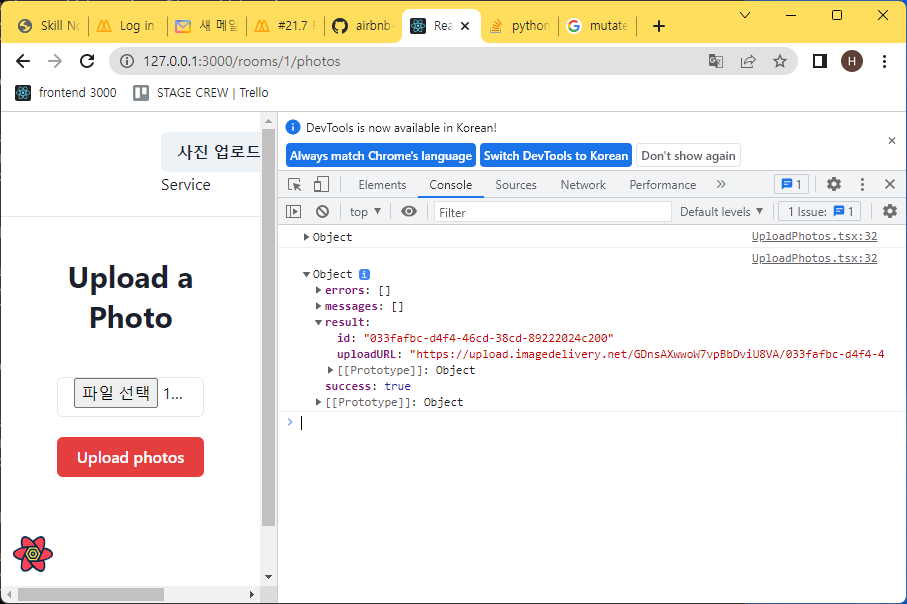 Skill No
Log in
새 메일
#21.7 F
airbnb-
Rea
python
mutate
127.0.0.1:3000/rooms/1/photos
H
frontend 3000
STAGE CREW | Trello
사진 업로드
Service
Upload a
Photo
파일 선택 1...
Upload photos
DevTools is now available in Korean!
Always match Chrome's language
Switch DevTools to Korean
Don't show again
Elements Console Sources Network Performance
1
top
Filter
Default levels
1 Issue: 1
Object
UploadPhotos.tsx:32
UploadPhotos.tsx:32
Object
errors: []
messages: []
result:
id: "033fafbc-d4f4-46cd-38cd-89222024c200"
uploadURL: "https://upload.imagedelivery.net/GDnsAXwwoW7vpBbDviU8VA/033fafbc-d4f4-4
[[Prototype]]: Object
success: true
[[Prototype]]: Object